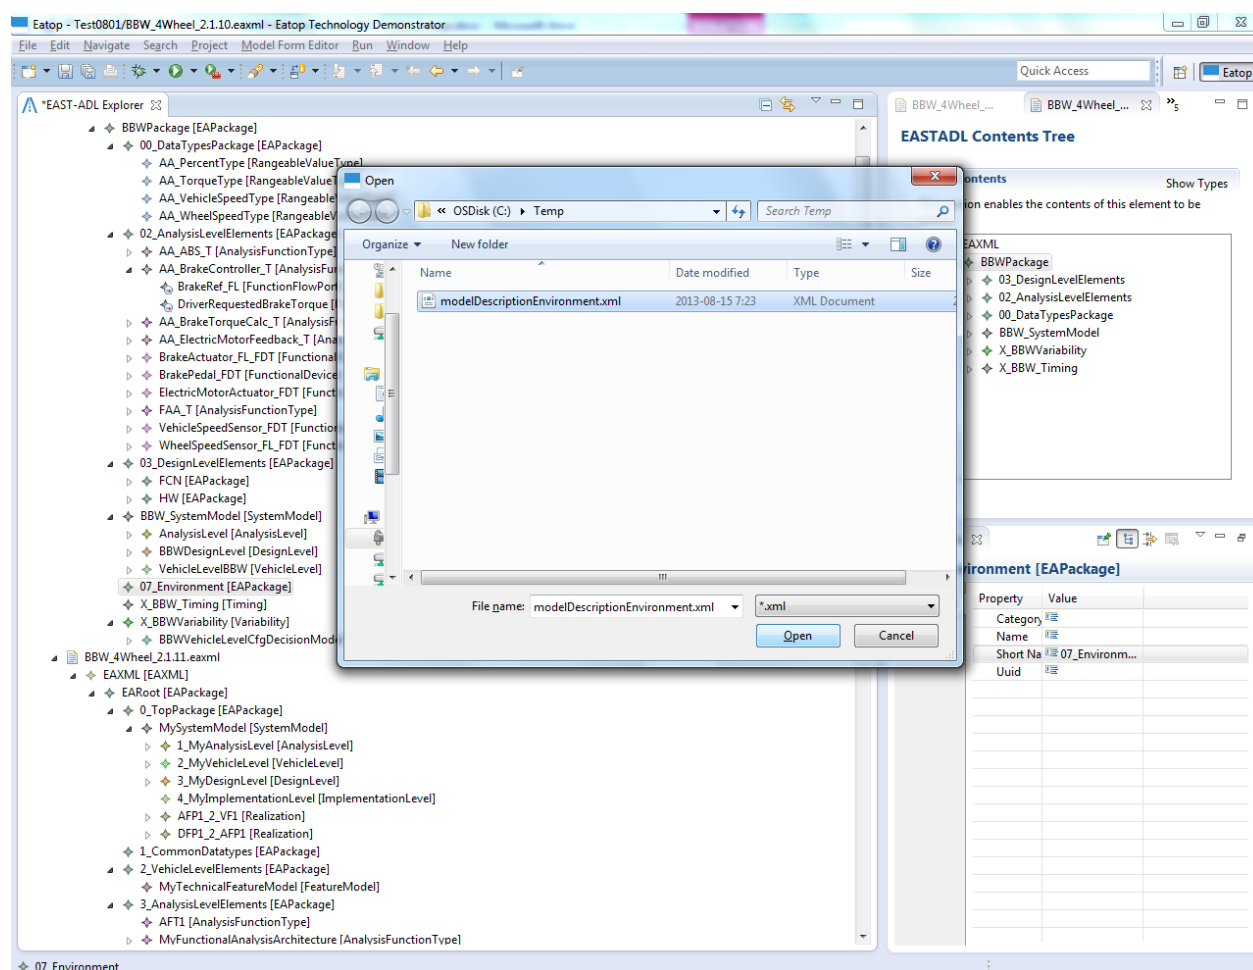 Eatop - Test0801/BBW_4Wheel_2.1.10.eaxml - Eatop Technology Demonstrator
File Edit Navigate Search Project Model Form Editor Run Window Help
Quick Access
Eatop
*EAST-ADL Explorer
BBWPackage [EAPackage]
00_DataTypesPackage [EAPackage]
AA_PercentType [RangeableValueType]
AA_TorqueType [RangeableValueT
AA_VehicleSpeedType [Rangeable
AA_WheelSpeedType [RangeableV
02_AnalysisLevelElements [EAPackage
AA_ABS_T [AnalysisFunctionType]
AA_BrakeController_T [AnalysisFu
BrakeRef_FL [FunctionFlowPor
DriverRequestedBrakeTorque [
AA_BrakeTorqueCalc_T [AnalysisF
AA_ElectricMotorFeedback_T [Ana
BrakeActuator_FL_FDT [Functional
BrakePedal_FDT [FunctionalDevice
ElectricMotorActuator_FDT [Funct
FAA_T [AnalysisFunctionType]
VehicleSpeedSensor_FDT [Function
WheelSpeedSensor_FL_FDT [Funct
03_DesignLevelElements [EAPackage]
FCN [EAPackage]
HW [EAPackage]
BBW_SystemModel [SystemModel]
AnalysisLevel [AnalysisLevel]
BBWDesignLevel [DesignLevel]
VehicleLevelBBW [VehicleLevel]
07_Environment [EAPackage]
X_BBW_Timing [Timing]
X_BBWVariability [Variability]
BBWVehicleLevelCfgDecisionMod
BBW_4Wheel_2.1.11.eaxml
EAXML [EAXML]
EARoot [EAPackage]
0_TopPackage [EAPackage]
MySystemModel [SystemModel]
1_MyAnalysisLevel [AnalysisLevel]
2_MyVehicleLevel [VehicleLevel]
3_MyDesignLevel [DesignLevel]
4_MyImplementationLevel [ImplementationLevel]
AFP1_2_VF1 [Realization]
DFP1_2_AFP1 [Realization]
1_CommonDatatypes [EAPackage]
2_VehicleLevelElements [EAPackage]
MyTechnicalFeatureModel [FeatureModel]
3_AnalysisLevelElements [EAPackage]
AFT1 [AnalysisFunctionType]
MyFunctionalAnalysisArchitecture [AnalysisFunctionType]
07_Environment
Open
« OSDisk (C:) ▸ Temp
Search Temp
Organize New folder
Name Date modified Type Size
modelDescriptionEnvironment.xml 2013-08-15 7:23 XML Document 2
File name: modelDescriptionEnvironment.xml *.xml
Open Cancel
BBW_4Wheel_... BBW_4Wheel_... »5
EASTADL Contents Tree
ontents Show Types
ion enables the contents of this element to be
EAXML
BBWPackage
03_DesignLevelElements
02_AnalysisLevelElements
00_DataTypesPackage
BBW_SystemModel
X_BBWVariability
X_BBW_Timing
ironment [EAPackage]
Property Value
Category
Name
Short Na 07_Environm...
Uuid